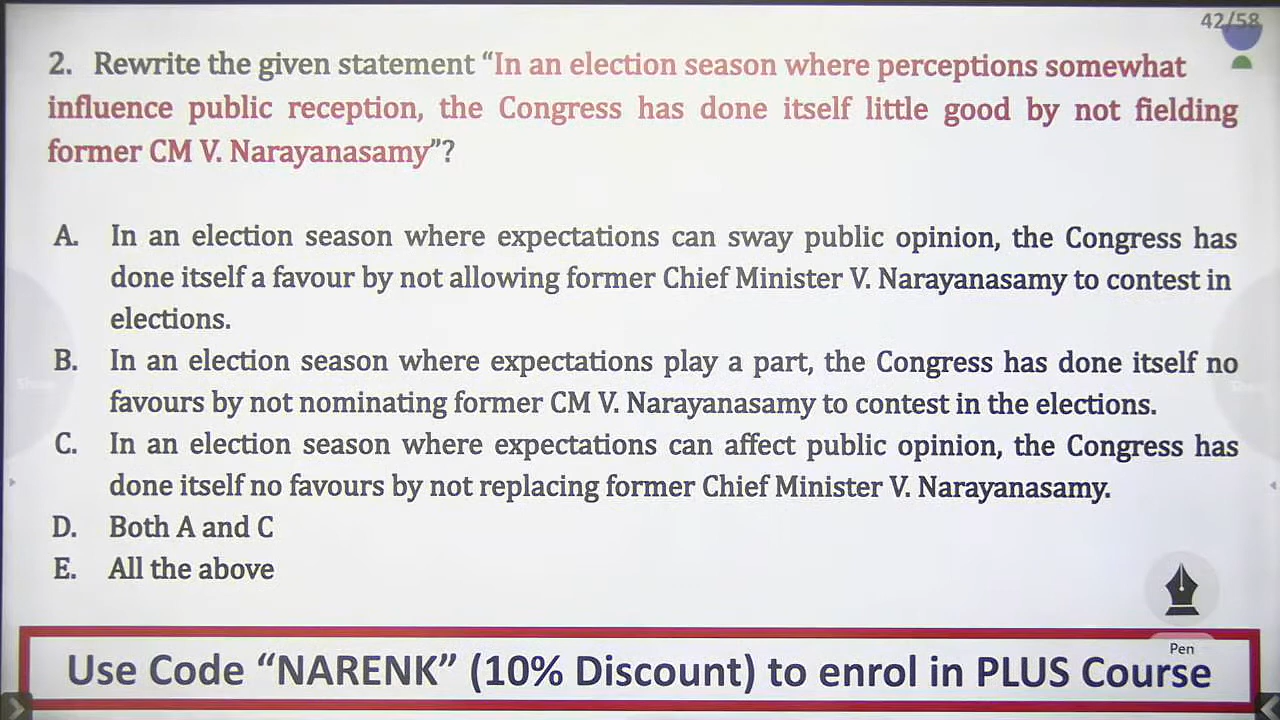 42/58
2. Rewrite the given statement “In an election season where perceptions somewhat
influence public reception, the Congress has done itself little good by not fielding
former CM V. Narayanasamy”?
A. In an election season where expectations can sway public opinion, the Congress has
done itself a favour by not allowing former Chief Minister V. Narayanasamy to contest in
elections.
B. In an election season where expectations play a part, the Congress has done itself no
favours by not nominating former CM V. Narayanasamy to contest in the elections.
C. In an election season where expectations can affect public opinion, the Congress has
done itself no favours by not replacing former Chief Minister V. Narayanasamy.
D. Both A and C
E. All the above
Pen
Use Code “NARENK” (10% Discount) to enrol in PLUS Course